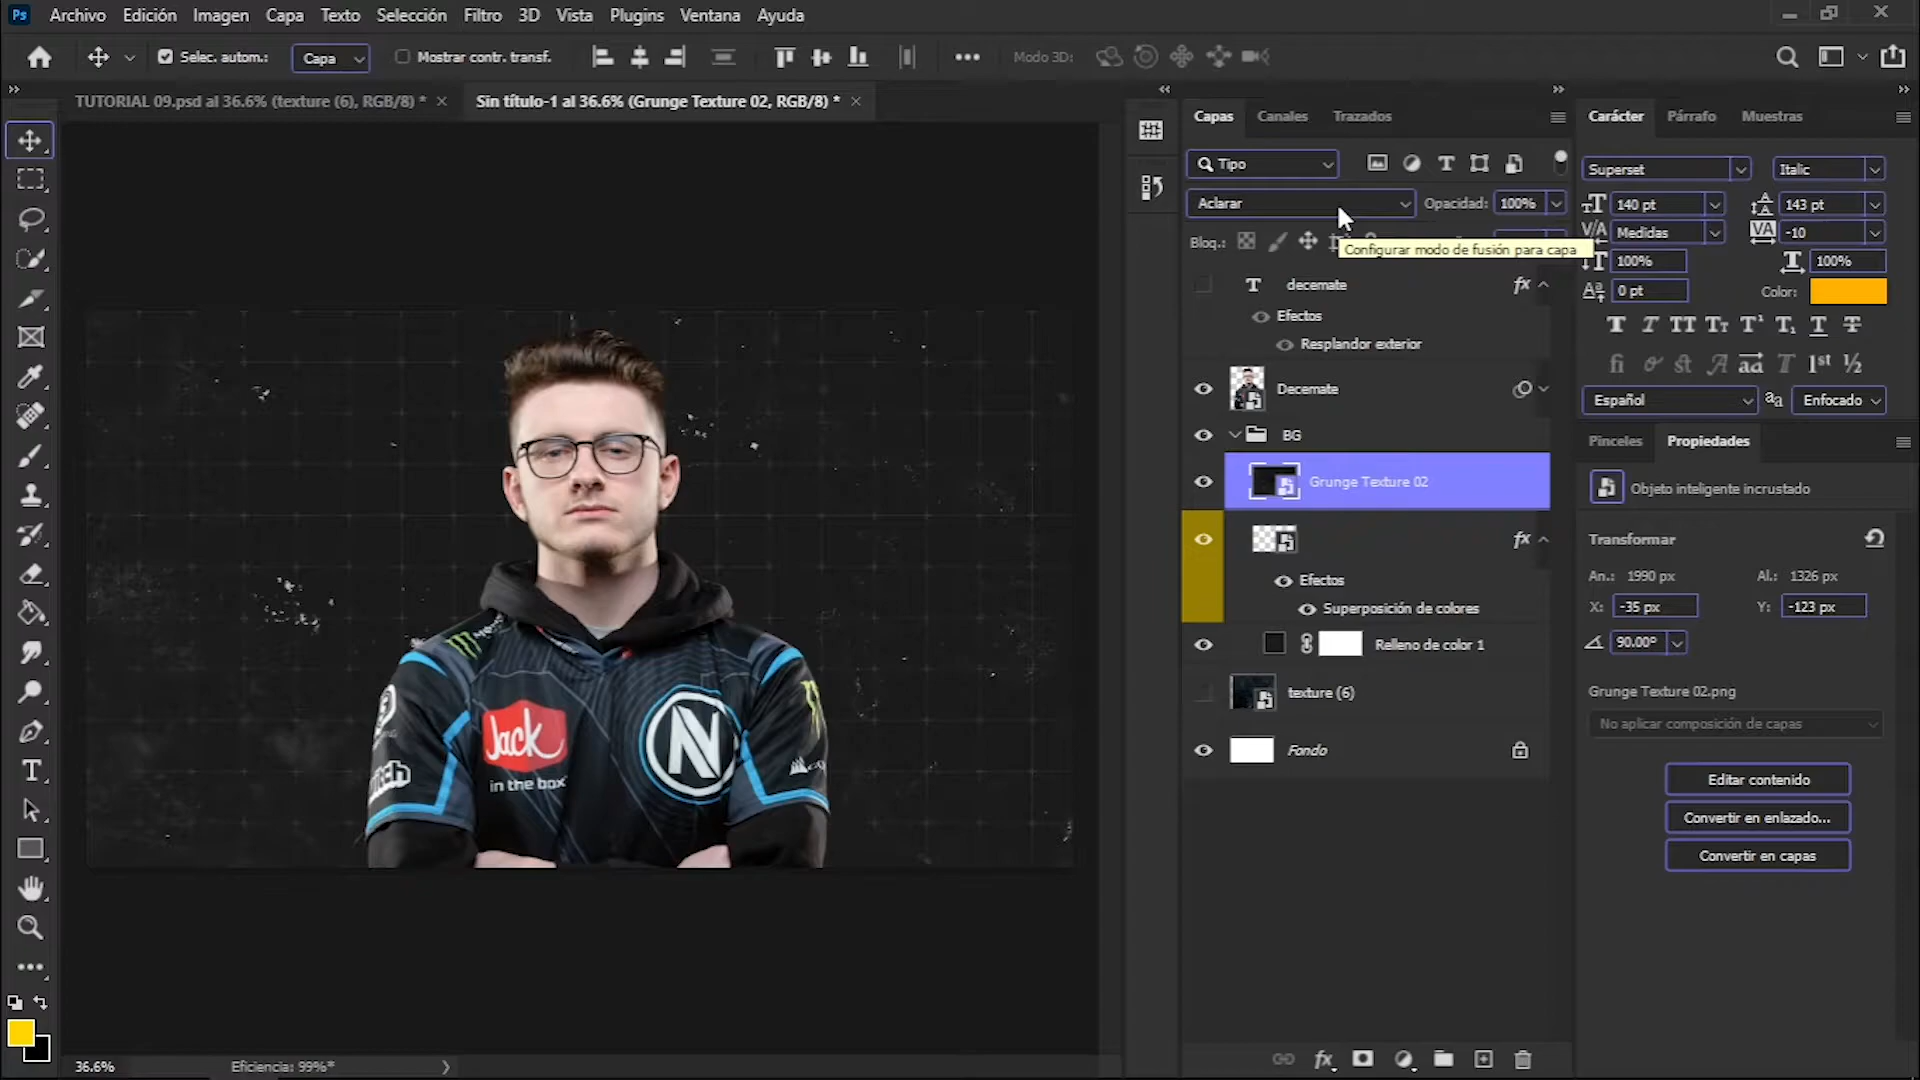 Ps Archivo Edición Imagen Capa Texto Selección Filtro 3D Vista Plugins Ventana Ayuda
Selec. autom.: Capa Mostrar contr. transf. Modo 3D:
TUTORIAL 09.psd al 36.6% (texture (6), RGB/8) * Sin título-1 al 36.6% (Grunge Texture 02, RGB/8) *
Capas Canales Trazados
Tipo
Aclarar Opacidad: 100%
Bloq.:
Configurar modo de fusión para capa
decemate fx
Efectos
Resplandor exterior
Decemate
BG
Grunge Texture 02
fx
Efectos
Superposición de colores
Relleno de color 1
texture (6)
Fondo
Carácter Párrafo Muestras
Superset Italic
140 pt 143 pt
Medidas -10
100% 100%
0 pt Color:
Español Enfocado
Pinceles Propiedades
Objeto inteligente incrustado
Transformar
An.: 1990 px Al.: 1326 px
X: -35 px Y: -123 px
90.00°
Grunge Texture 02.png
No aplicar composición de capas
Editar contenido
Convertir en enlazado...
Convertir en capas
Jack
in the box
N
36.6% Eficiencia: 99%*